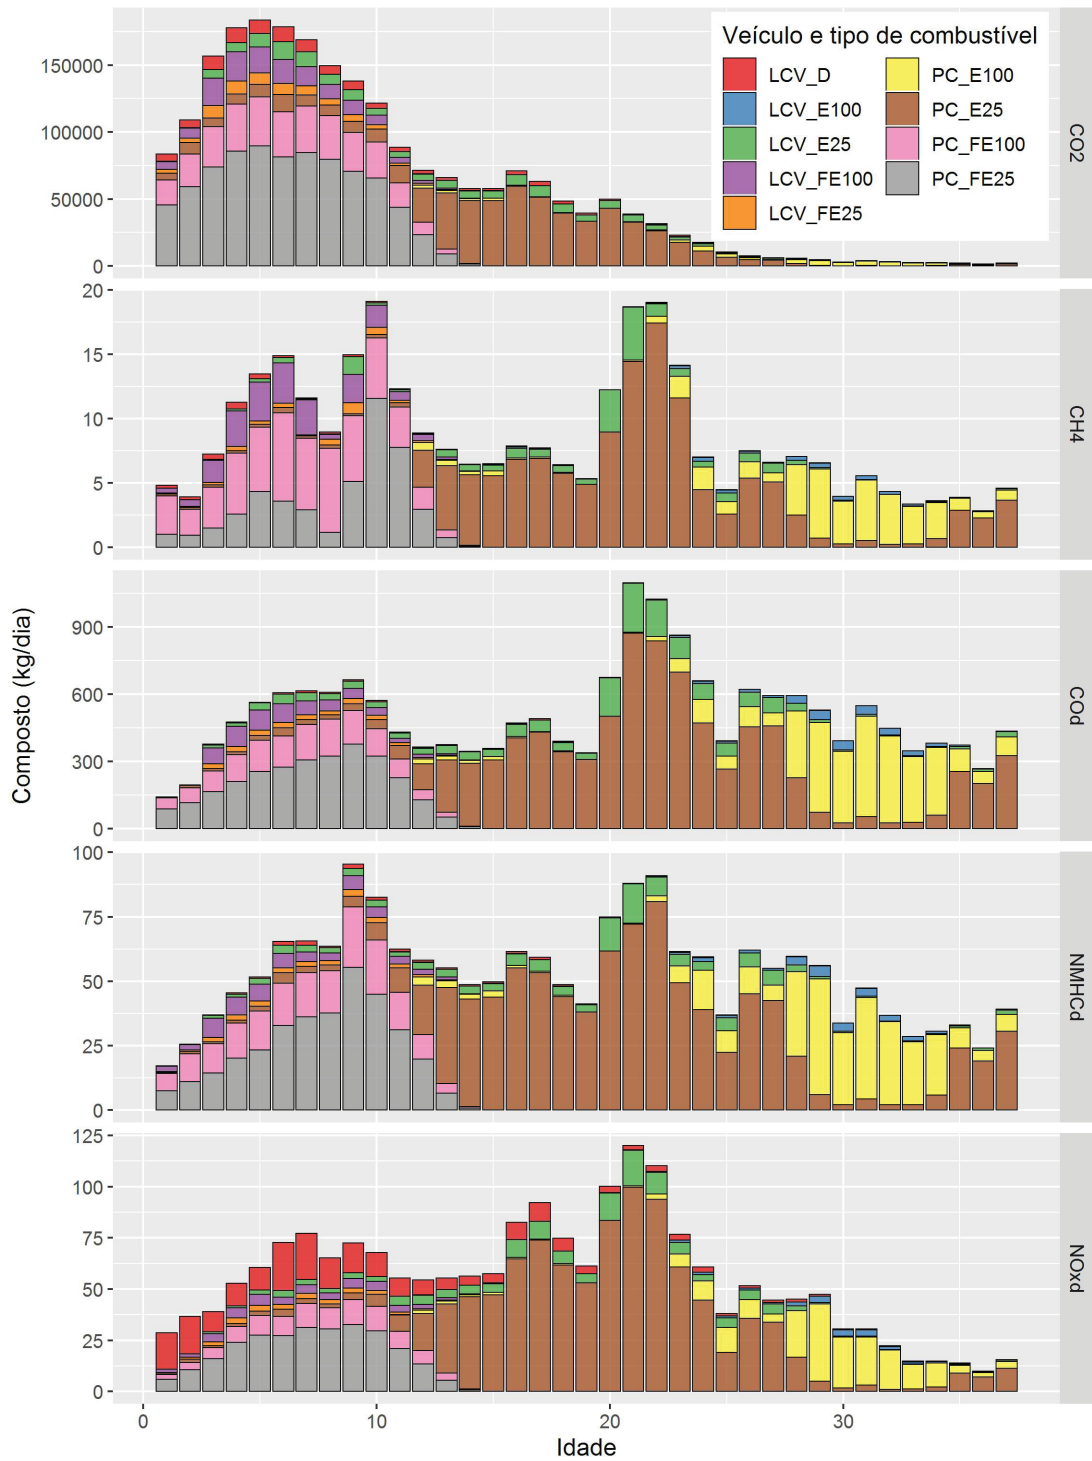 Veículo e tipo de combustível
LCV_D
PC_E100
LCV_E100
PC_E25
LCV_E25
PC_FE100
LCV_FE100
PC_FE25
LCV_FE25
150000
100000
50000
0
CO2
20
15
10
5
0
CH4
900
600
300
0
COd
100
75
50
25
0
NMHCd
125
75
50
25
0
NOxd
Composto (kg/dia)
0
10
20
30
Idade